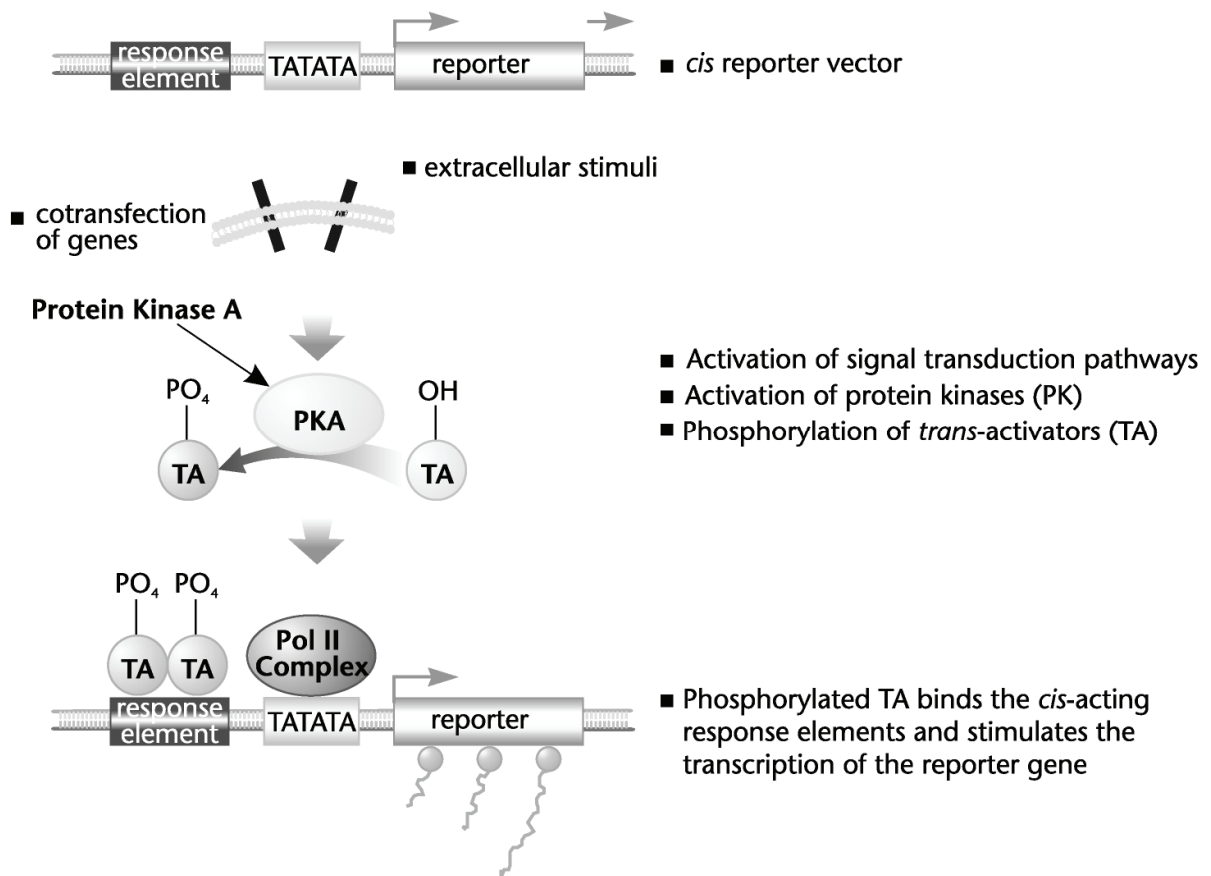 response
element
TATATA
reporter
■ cis reporter vector
■ extracellular stimuli
■ cotransfection
of genes
Protein Kinase A
PO₄
OH
PKA
TA
TA
■ Activation of signal transduction pathways
■ Activation of protein kinases (PK)
■ Phosphorylation of trans-activators (TA)
PO₄ PO₄
TA TA
Pol II
Complex
response
element
TATATA
reporter
■ Phosphorylated TA binds the cis-acting
response elements and stimulates the
transcription of the reporter gene